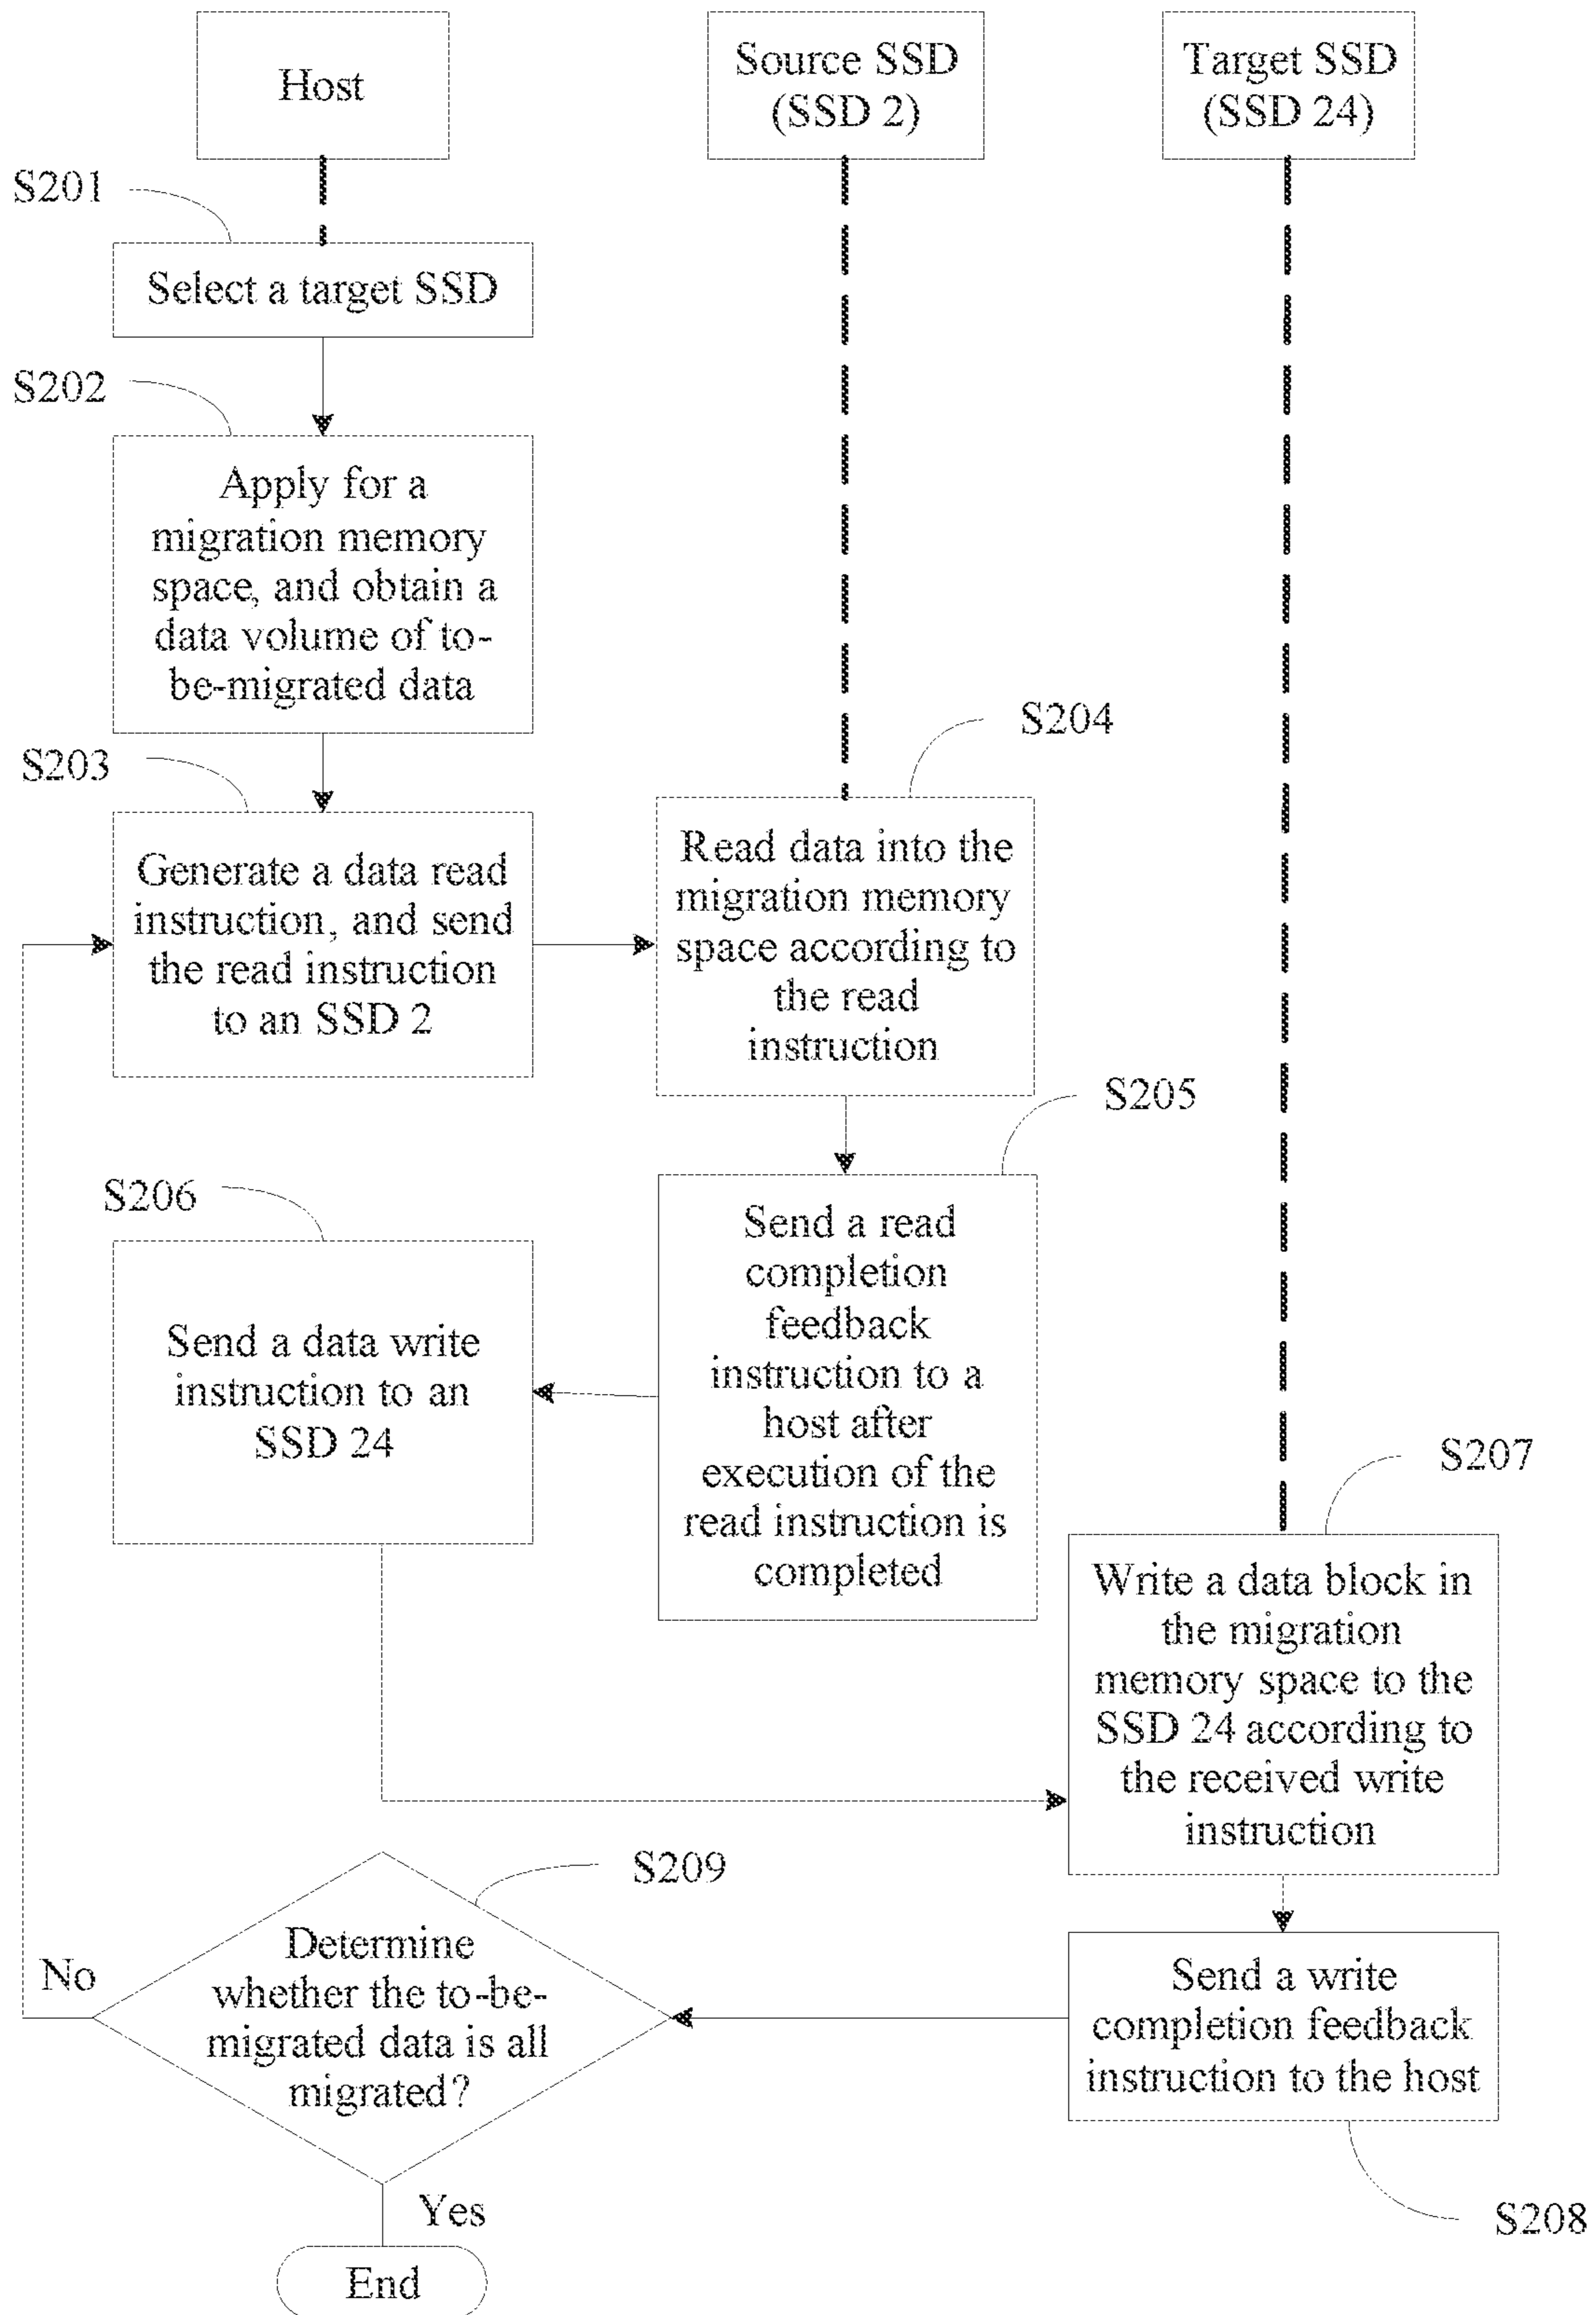 Host
Source SSD
(SSD 2)
Target SSD
(SSD 24)
S201
Select a target SSD
S202
Apply for a
migration memory
space, and obtain a
data volume of to-
be-migrated data
S203
Generate a data read
instruction, and send
the read instruction
to an SSD 2
S204
Read data into the
migration memory
space according to
the read
instruction
S205
Send a read
completion
feedback
instruction to a
host after
execution of the
read instruction is
completed
S206
Send a data write
instruction to an
SSD 24
S207
Write a data block in
the migration
memory space to the
SSD 24 according to
the received write
instruction
S208
Send a write
completion feedback
instruction to the host
S209
Determine
whether the to-be-
migrated data is all
migrated?
No
Yes
End